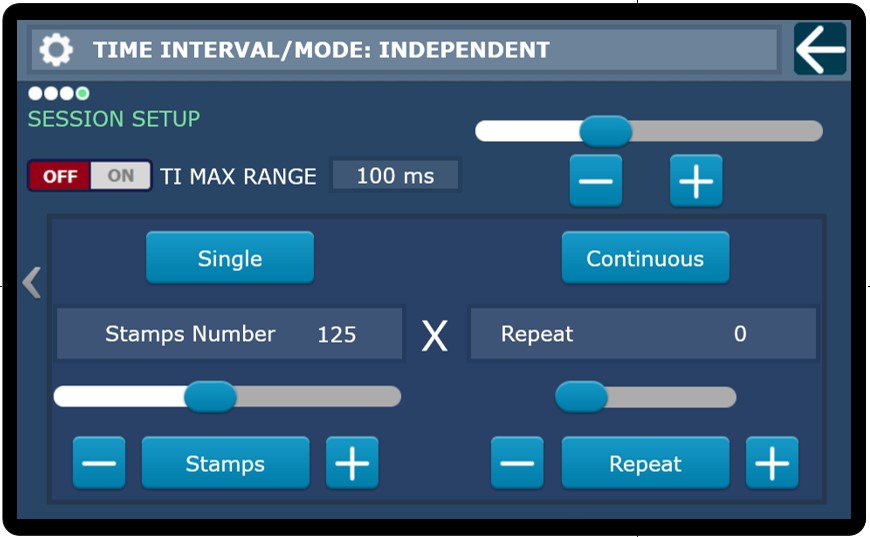 TIME INTERVAL/MODE: INDEPENDENT
SESSION SETUP
OFF ON TI MAX RANGE 100 ms
Single Continuous
Stamps Number 125 X Repeat 0
Stamps Repeat